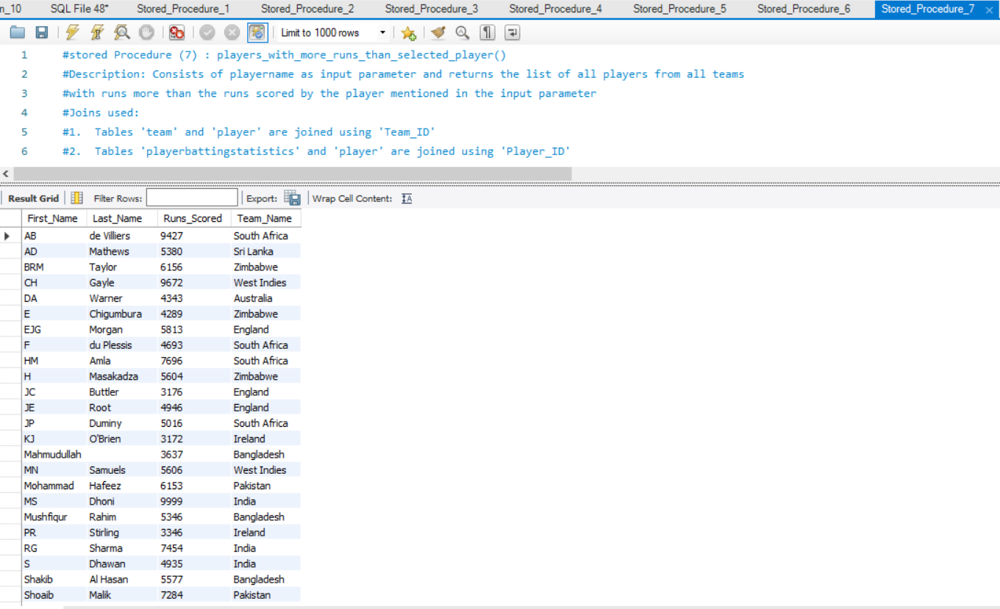 n_10 SQL File 48* Stored_Procedure_1 Stored_Procedure_2 Stored_Procedure_3 Stored_Procedure_4 Stored_Procedure_5 Stored_Procedure_6 Stored_Procedure_7
Limit to 1000 rows
1 #stored Procedure (7) : players_with_more_runs_than_selected_player()
2 #Description: Consists of playername as input parameter and returns the list of all players from all teams
3 #with runs more than the runs scored by the player mentioned in the input parameter
4 #Joins used:
5 #1. Tables 'team' and 'player' are joined using 'Team_ID'
6 #2. Tables 'playerbattingstatistics' and 'player' are joined using 'Player_ID'
Result Grid Filter Rows: Export: Wrap Cell Content:
First_Name Last_Name Runs_Scored Team_Name
AB de Villiers 9427 South Africa
AD Mathews 5380 Sri Lanka
BRM Taylor 6156 Zimbabwe
CH Gayle 9672 West Indies
DA Warner 4343 Australia
E Chigumbura 4289 Zimbabwe
EJG Morgan 5813 England
F du Plessis 4693 South Africa
HM Amla 7696 South Africa
H Masakadza 5604 Zimbabwe
JC Buttler 3176 England
JE Root 4946 England
JP Duminy 5016 South Africa
KJ O'Brien 3172 Ireland
Mahmudullah 3637 Bangladesh
MN Samuels 5606 West Indies
Mohammad Hafeez 6153 Pakistan
MS Dhoni 9999 India
Mushfiqur Rahim 5346 Bangladesh
PR Stirling 3346 Ireland
RG Sharma 7454 India
S Dhawan 4935 India
Shakib Al Hasan 5577 Bangladesh
Shoaib Malik 7284 Pakistan